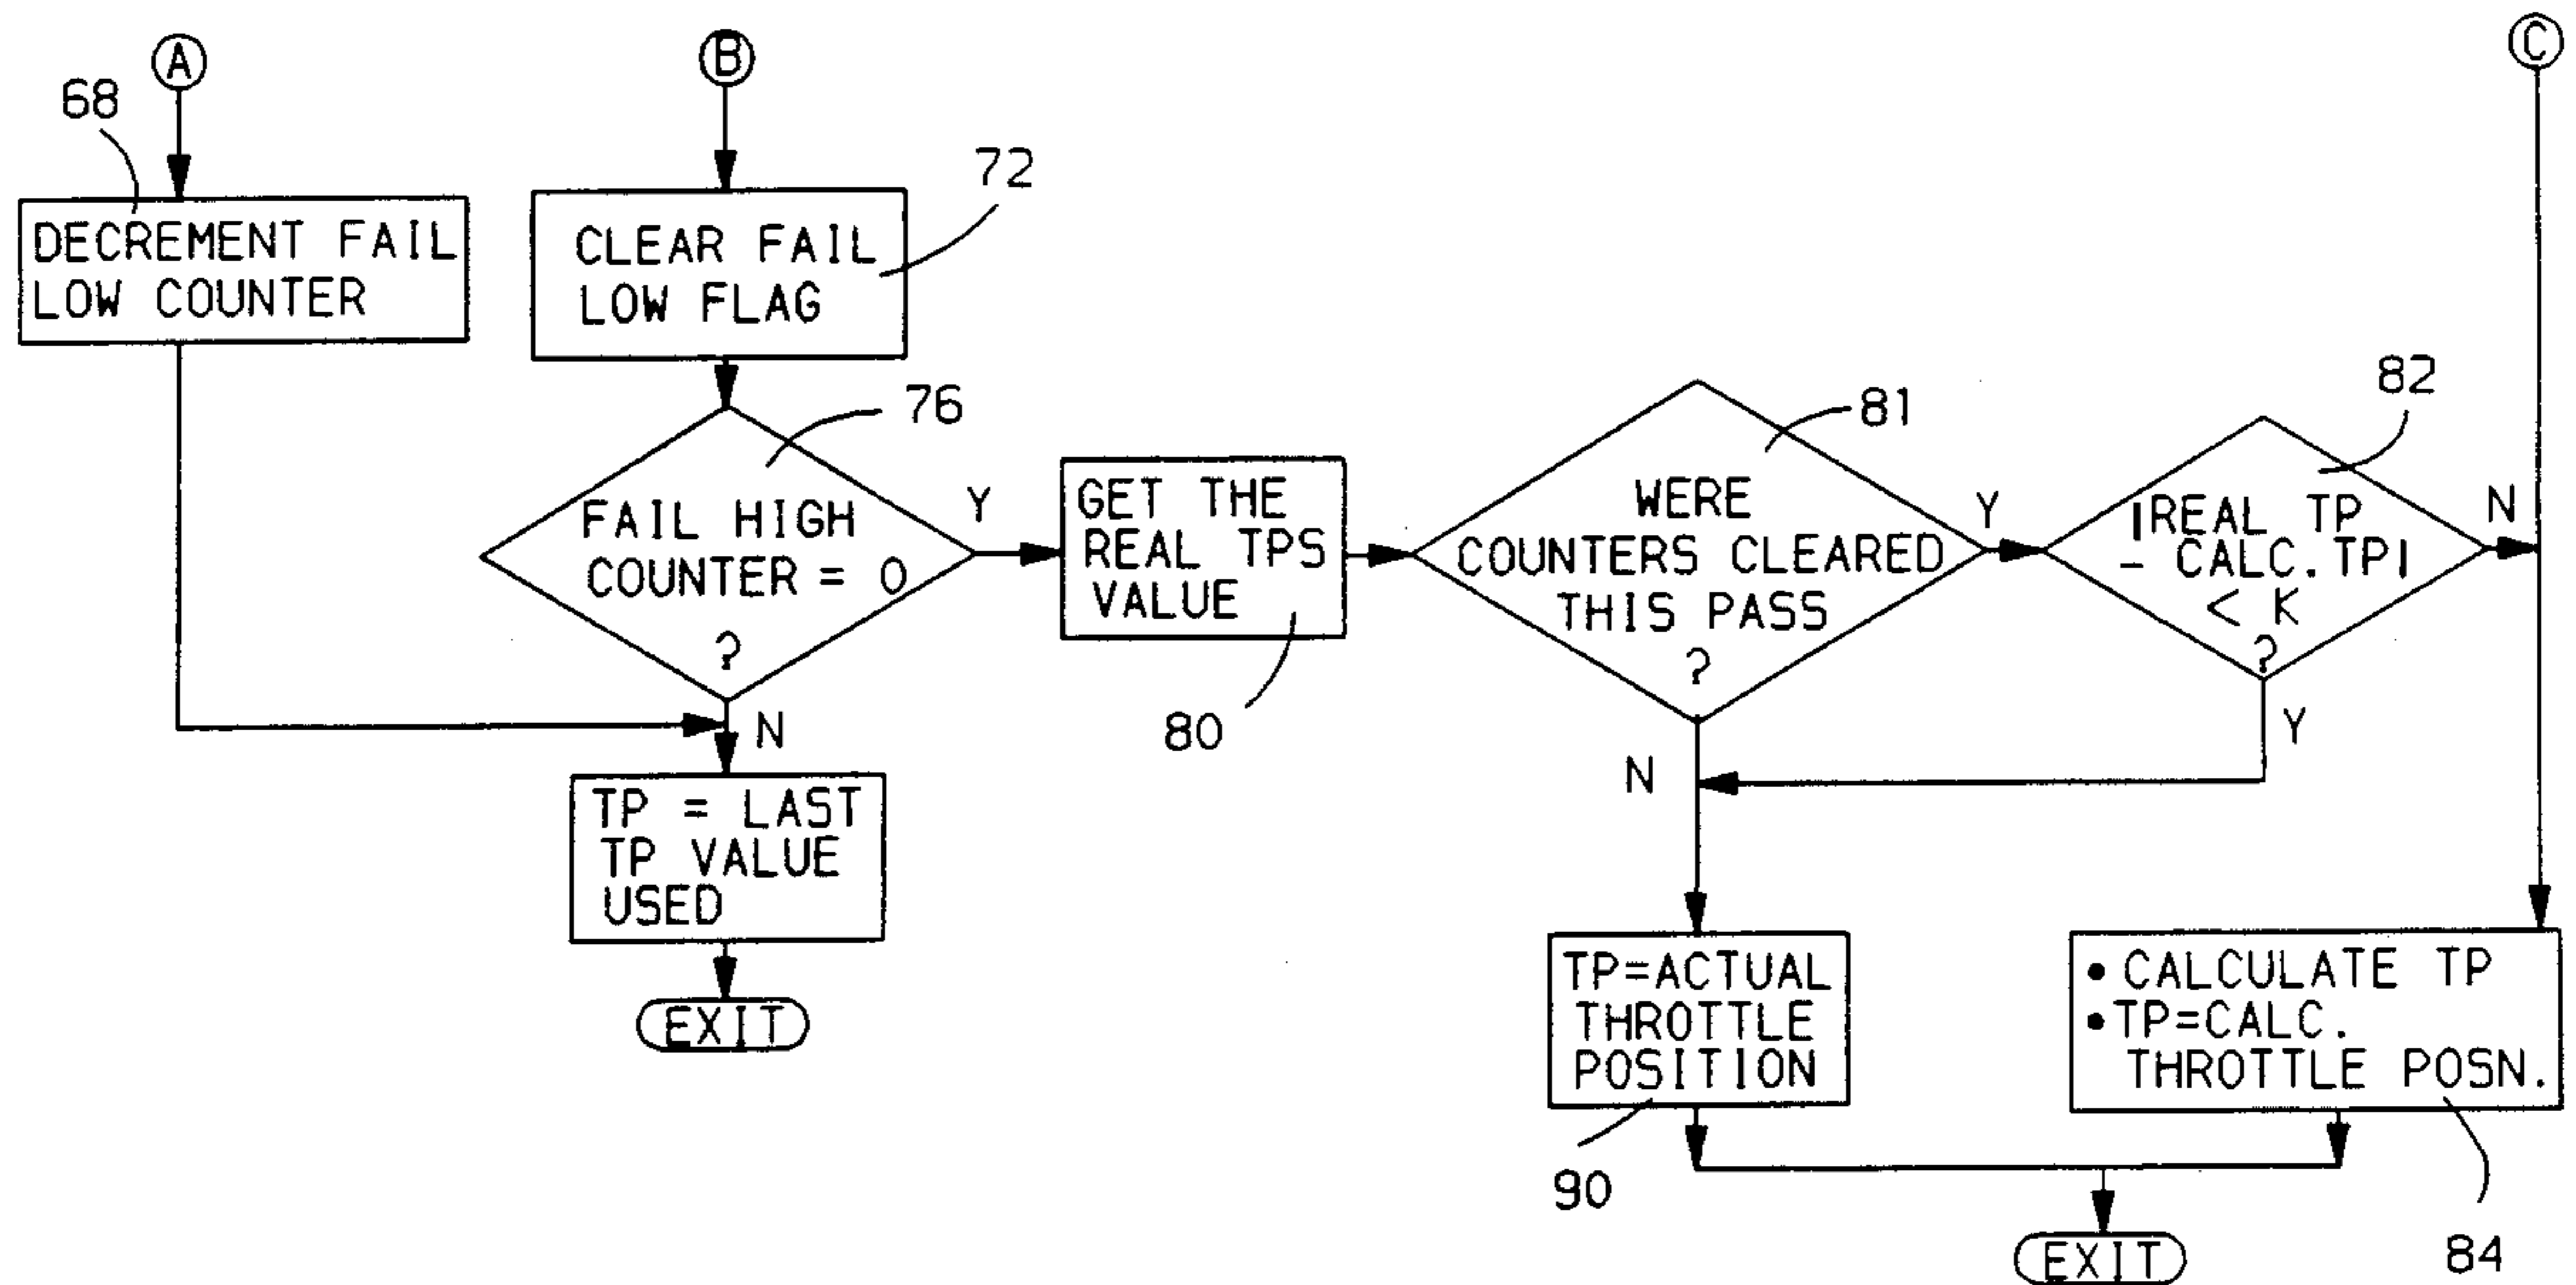 A
B
C
68
DECREMENT FAIL
LOW COUNTER
72
CLEAR FAIL
LOW FLAG
76
FAIL HIGH
COUNTER = 0
?
Y
N
TP = LAST
TP VALUE
USED
EXIT
GET THE
REAL TPS
VALUE
80
81
WERE
COUNTERS CLEARED
THIS PASS
?
Y
N
82
|REAL TP
- CALC.TP|
< K
?
N
Y
TP=ACTUAL
THROTTLE
POSITION
90
• CALCULATE TP
• TP=CALC.
THROTTLE POSN.
84
EXIT